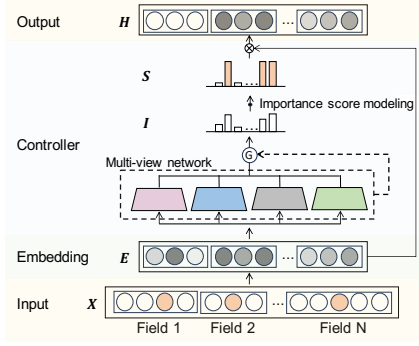 Output H ...
S ...
Importance score modeling
I ...
Controller
G
Multi-view network
Embedding E ...
Input X ...
Field 1 Field 2 Field N